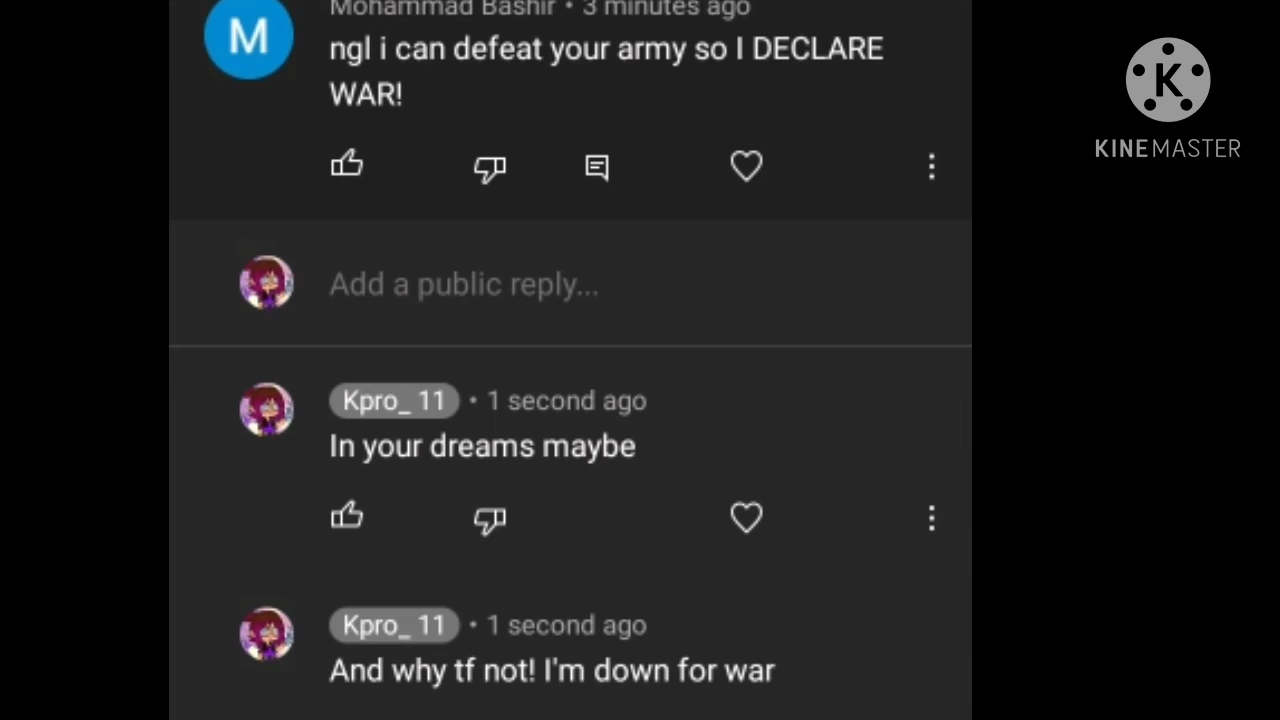 Mohammad Bashir • 3 minutes ago
M
ngl i can defeat your army so I DECLARE
WAR!
K
KINEMASTER
Add a public reply...
Kpro_ 11 • 1 second ago
In your dreams maybe
Kpro_ 11 • 1 second ago
And why tf not! I'm down for war